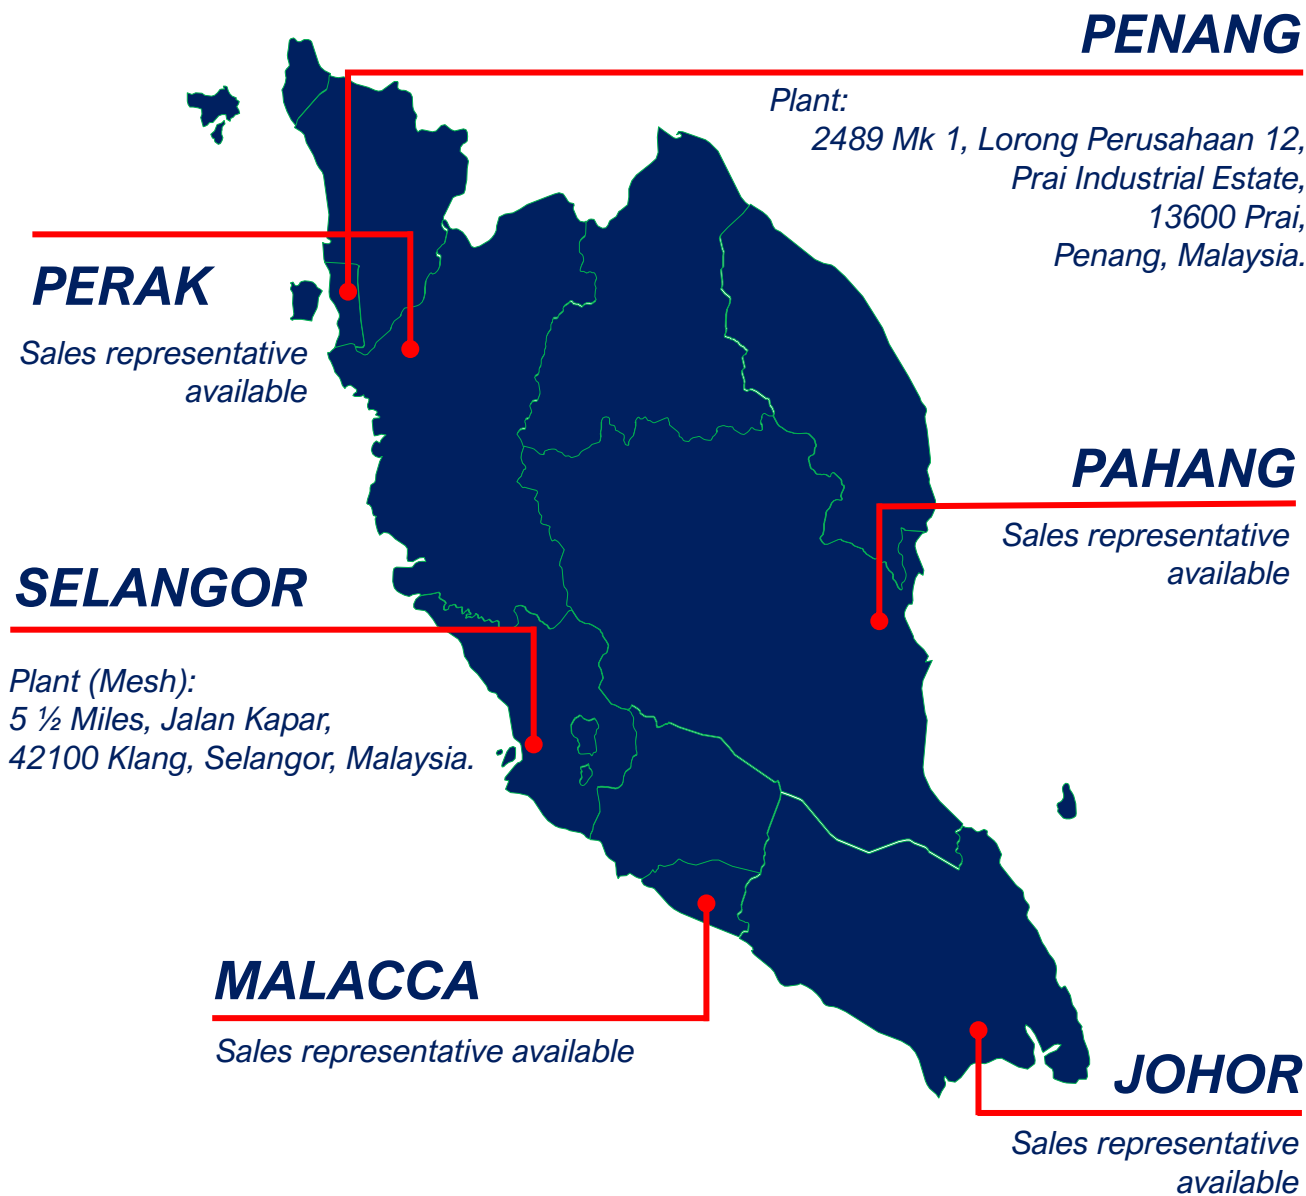 PENANG
Plant:
2489 Mk 1, Lorong Perusahaan 12,
Prai Industrial Estate,
13600 Prai,
Penang, Malaysia.
PERAK
Sales representative
available
PAHANG
Sales representative
available
SELANGOR
Plant (Mesh):
5 ½ Miles, Jalan Kapar,
42100 Klang, Selangor, Malaysia.
MALACCA
Sales representative available
JOHOR
Sales representative
available